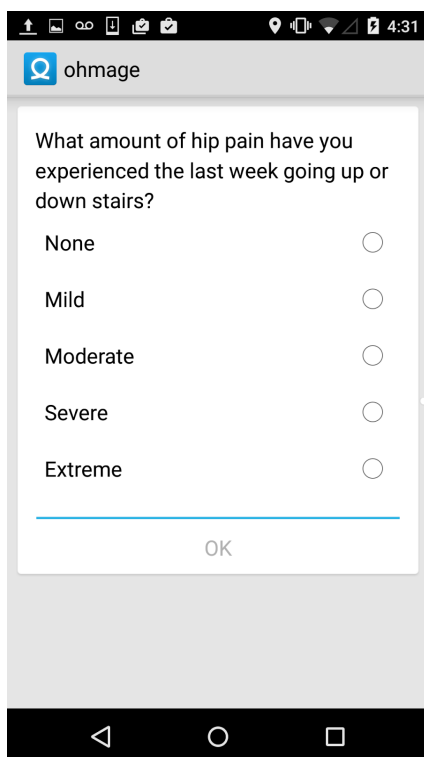 4:31
ohmage
What amount of hip pain have you
experienced the last week going up or
down stairs?
None
Mild
Moderate
Severe
Extreme
OK